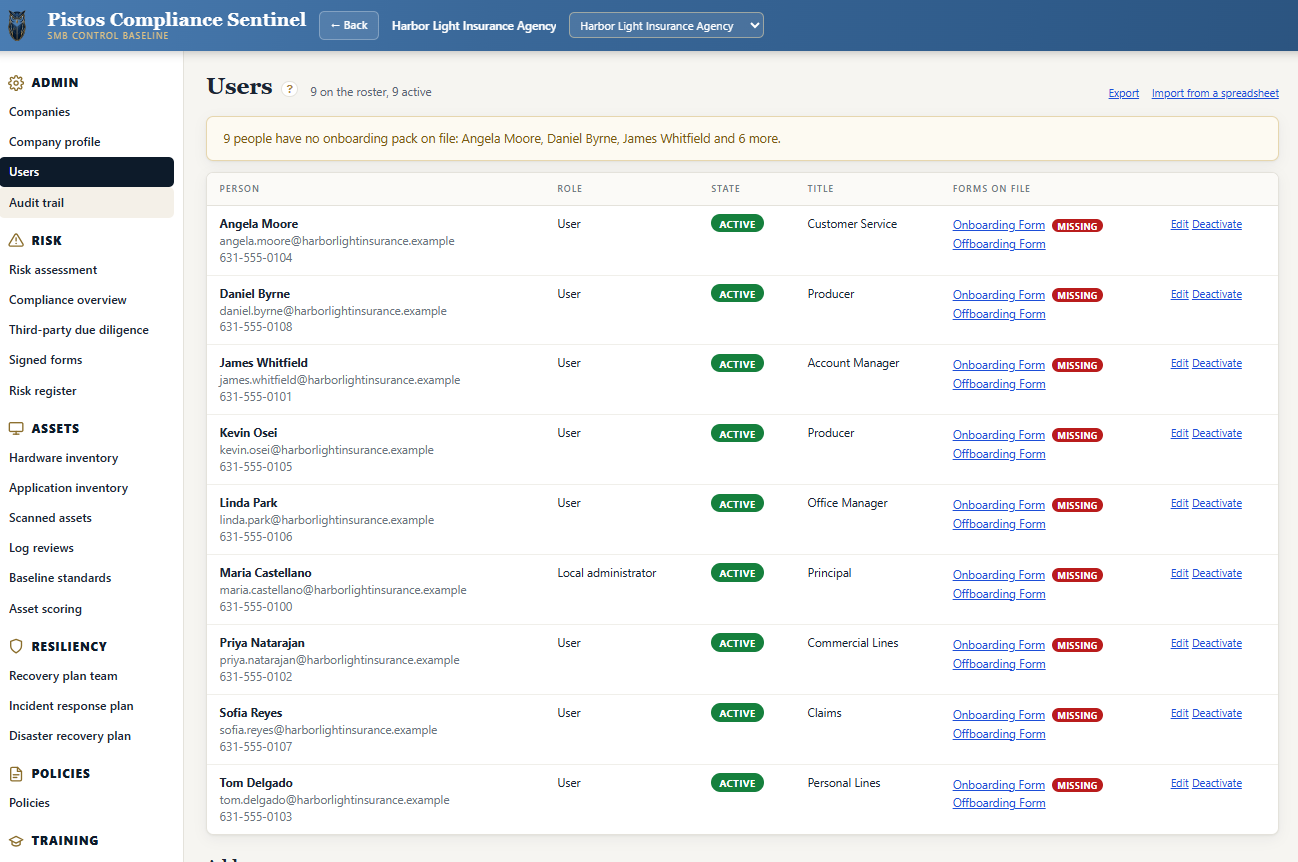 Pistos Compliance Sentinel
SMB CONTROL BASELINE
← Back
Harbor Light Insurance Agency
Harbor Light Insurance Agency
ADMIN
Companies
Company profile
Users
Audit trail
RISK
Risk assessment
Compliance overview
Third-party due diligence
Signed forms
Risk register
ASSETS
Hardware inventory
Application inventory
Scanned assets
Log reviews
Baseline standards
Asset scoring
RESILIENCY
Recovery plan team
Incident response plan
Disaster recovery plan
POLICIES
Policies
TRAINING
Users ? 9 on the roster, 9 active
Export Import from a spreadsheet
9 people have no onboarding pack on file: Angela Moore, Daniel Byrne, James Whitfield and 6 more.
PERSON ROLE STATE TITLE FORMS ON FILE
Angela Moore User ACTIVE Customer Service Onboarding Form MISSING Edit Deactivate
angela.moore@harborlightinsurance.example Offboarding Form
631-555-0104
Daniel Byrne User ACTIVE Producer Onboarding Form MISSING Edit Deactivate
daniel.byrne@harborlightinsurance.example Offboarding Form
631-555-0108
James Whitfield User ACTIVE Account Manager Onboarding Form MISSING Edit Deactivate
james.whitfield@harborlightinsurance.example Offboarding Form
631-555-0101
Kevin Osei User ACTIVE Producer Onboarding Form MISSING Edit Deactivate
kevin.osei@harborlightinsurance.example Offboarding Form
631-555-0105
Linda Park User ACTIVE Office Manager Onboarding Form MISSING Edit Deactivate
linda.park@harborlightinsurance.example Offboarding Form
631-555-0106
Maria Castellano Local administrator ACTIVE Principal Onboarding Form MISSING Edit Deactivate
maria.castellano@harborlightinsurance.example Offboarding Form
631-555-0100
Priya Natarajan User ACTIVE Commercial Lines Onboarding Form MISSING Edit Deactivate
priya.natarajan@harborlightinsurance.example Offboarding Form
631-555-0102
Sofia Reyes User ACTIVE Claims Onboarding Form MISSING Edit Deactivate
sofia.reyes@harborlightinsurance.example Offboarding Form
631-555-0107
Tom Delgado User ACTIVE Personal Lines Onboarding Form MISSING Edit Deactivate
tom.delgado@harborlightinsurance.example Offboarding Form
631-555-0103